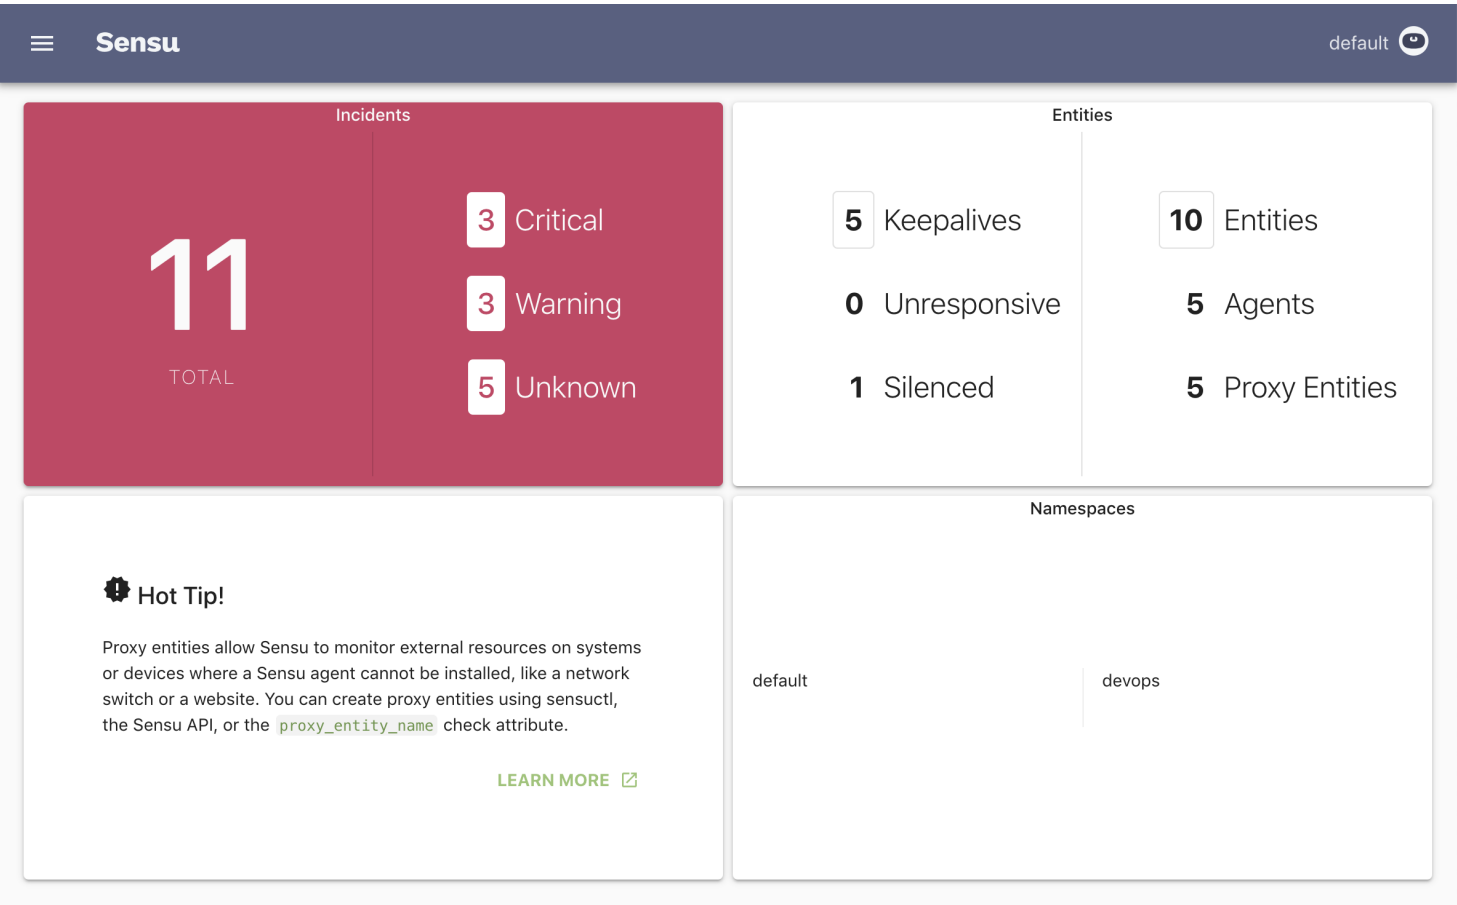 Sensu
default
Incidents
11
TOTAL
3 Critical
3 Warning
5 Unknown
Entities
5 Keepalives
0 Unresponsive
1 Silenced
10 Entities
5 Agents
5 Proxy Entities
Hot Tip!
Proxy entities allow Sensu to monitor external resources on systems
or devices where a Sensu agent cannot be installed, like a network
switch or a website. You can create proxy entities using sensuctl,
the Sensu API, or the proxy_entity_name check attribute.
LEARN MORE
Namespaces
default
devops